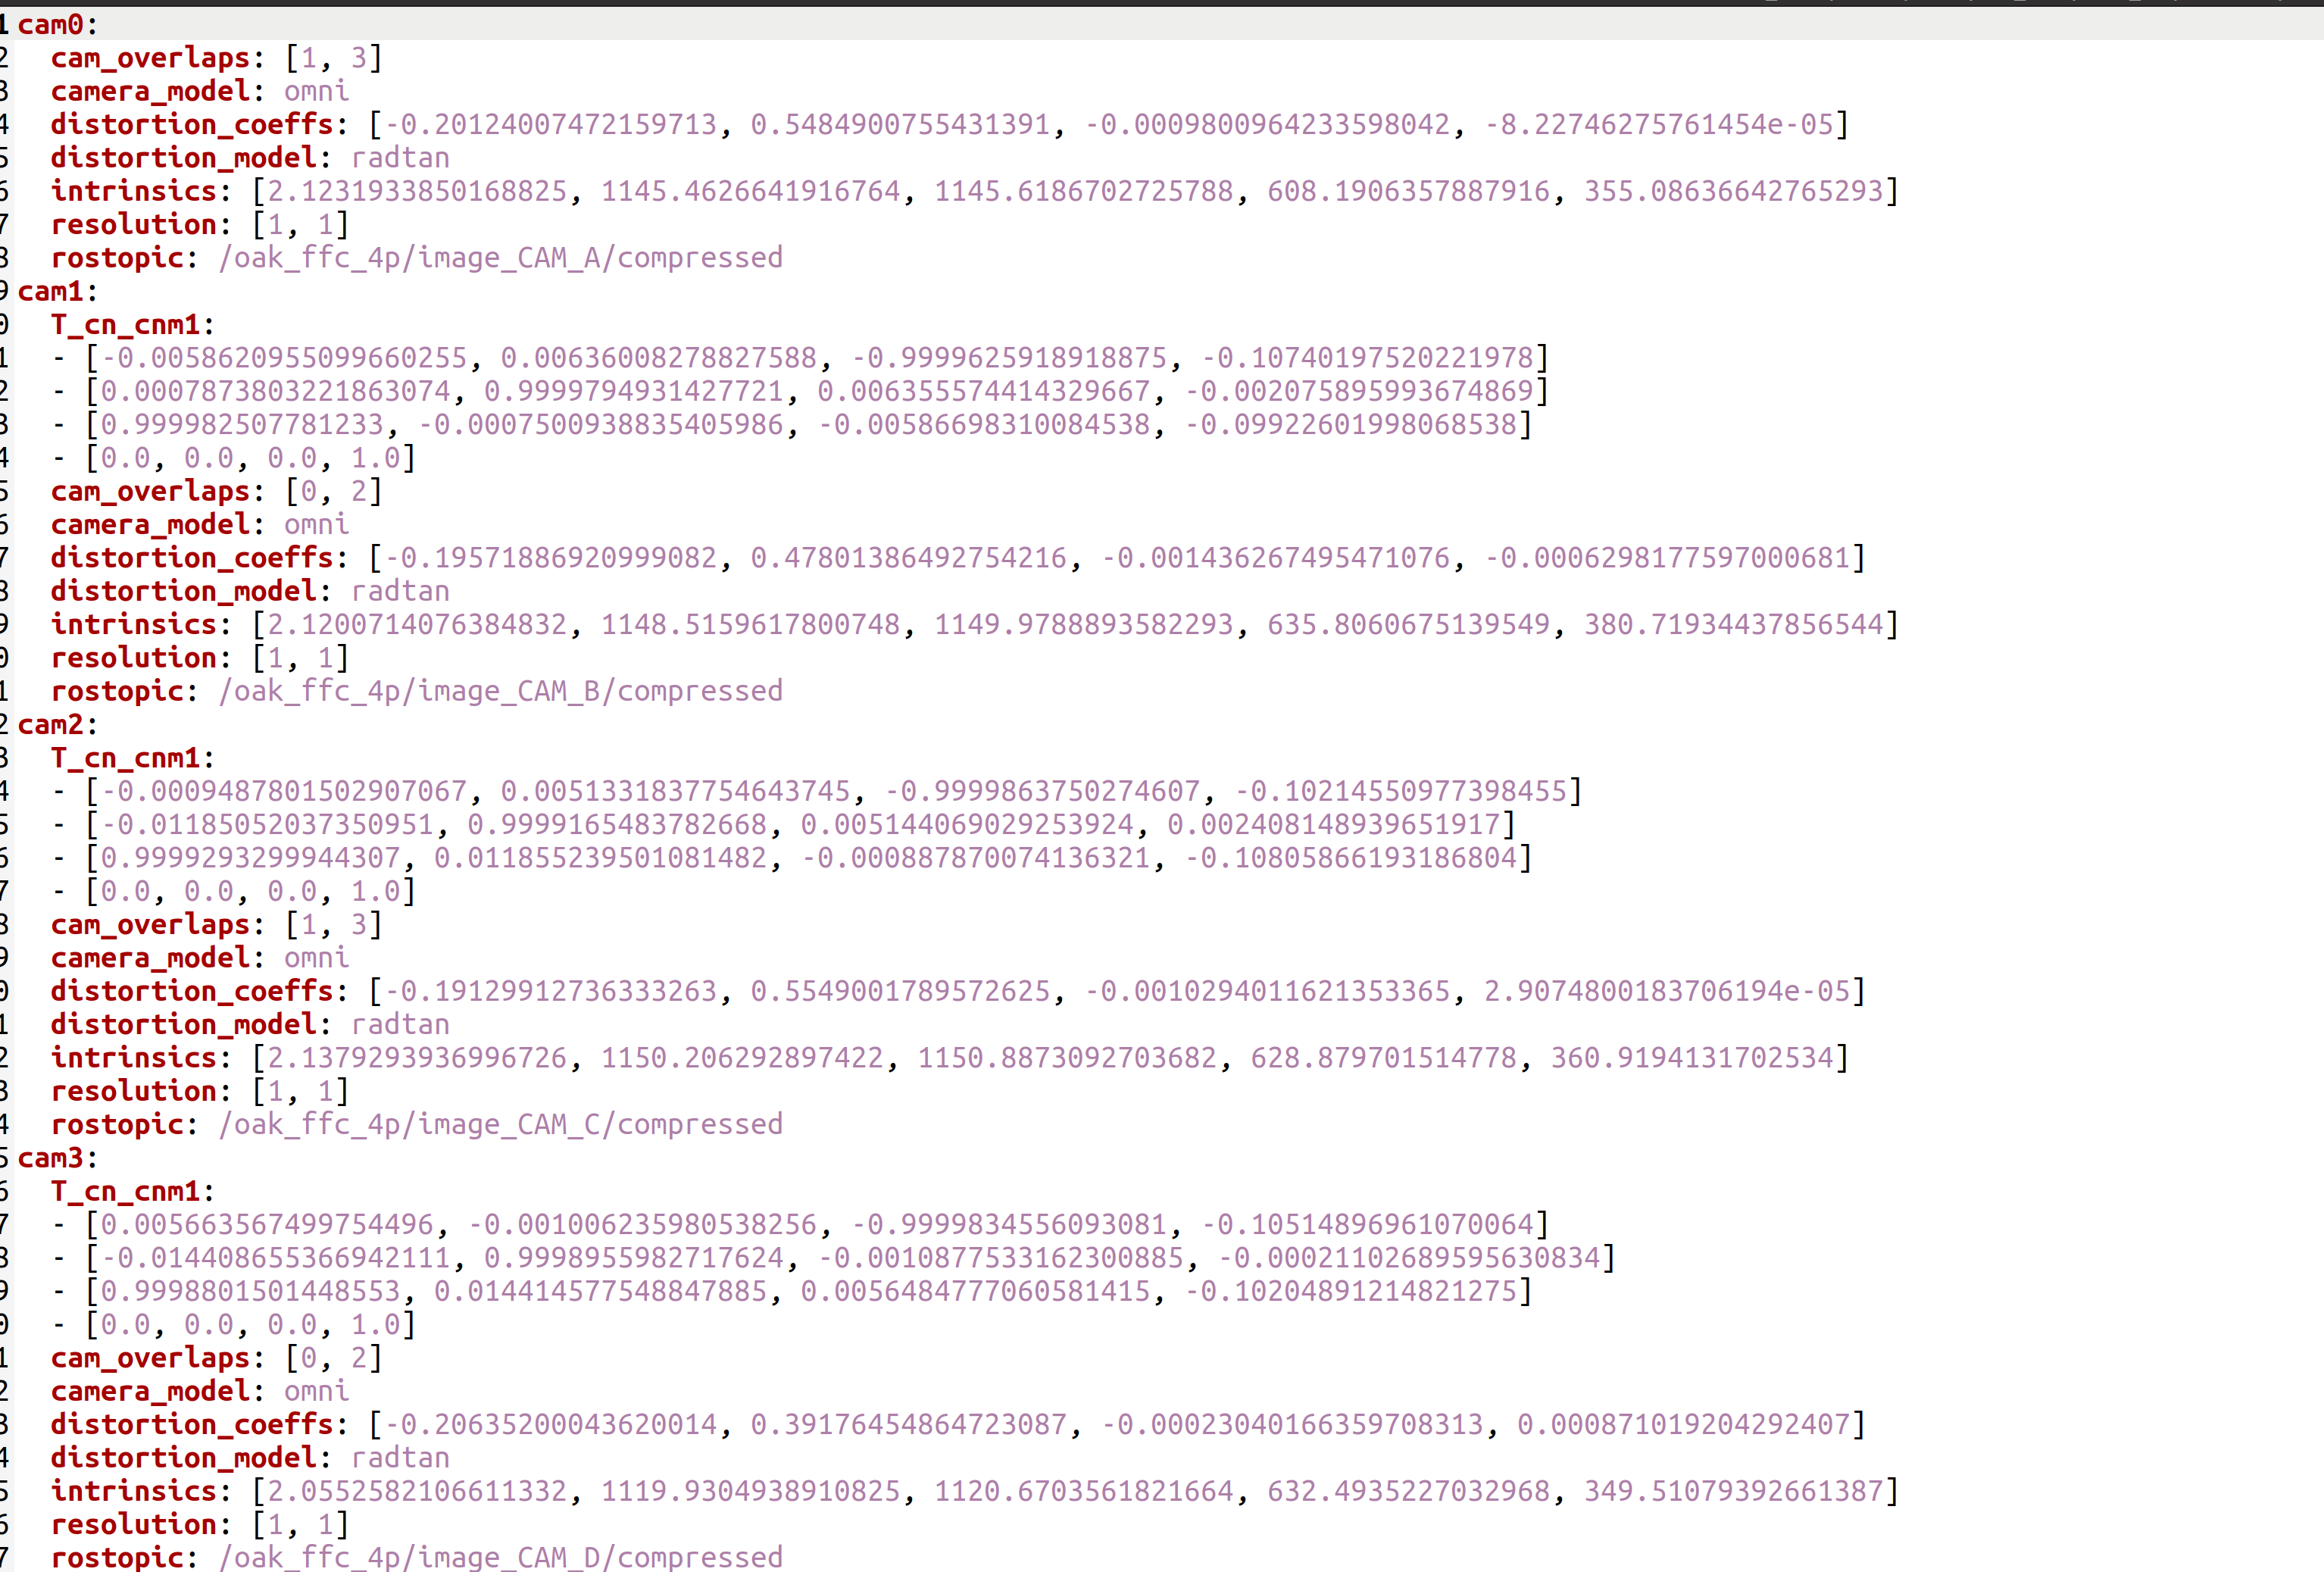 1 cam0:
2 cam_overlaps: [1, 3]
3 camera_model: omni
4 distortion_coeffs: [-0.20124007472159713, 0.5484900755431391, -0.0009800964233598042, -8.22746275761454e-05]
5 distortion_model: radtan
6 intrinsics: [2.1231933850168825, 1145.4626641916764, 1145.6186702725788, 608.1906357887916, 355.08636642765293]
7 resolution: [1, 1]
8 rostopic: /oak_ffc_4p/image_CAM_A/compressed
9 cam1:
0 T_cn_cnm1:
1 - [-0.0058620955099660255, 0.00636008278827588, -0.9999625918918875, -0.10740197520221978]
2 - [0.0007873803221863074, 0.9999794931427721, 0.006355574414329667, -0.002075895993674869]
3 - [0.999982507781233, -0.0007500938835405986, -0.00586698310084538, -0.09922601998068538]
4 - [0.0, 0.0, 0.0, 1.0]
5 cam_overlaps: [0, 2]
6 camera_model: omni
7 distortion_coeffs: [-0.19571886920999082, 0.47801386492754216, -0.001436267495471076, -0.0006298177597000681]
8 distortion_model: radtan
9 intrinsics: [2.1200714076384832, 1148.5159617800748, 1149.9788893582293, 635.8060675139549, 380.71934437856544]
0 resolution: [1, 1]
1 rostopic: /oak_ffc_4p/image_CAM_B/compressed
2 cam2:
3 T_cn_cnm1:
4 - [-0.0009487801502907067, 0.0051331837754643745, -0.9999863750274607, -0.10214550977398455]
5 - [-0.01185052037350951, 0.9999165483782668, 0.005144069029253924, 0.002408148939651917]
6 - [0.9999293299944307, 0.011855239501081482, -0.000887870074136321, -0.10805866193186804]
7 - [0.0, 0.0, 0.0, 1.0]
8 cam_overlaps: [1, 3]
9 camera_model: omni
0 distortion_coeffs: [-0.19129912736333263, 0.5549001789572625, -0.0010294011621353365, 2.9074800183706194e-05]
1 distortion_model: radtan
2 intrinsics: [2.1379293936996726, 1150.206292897422, 1150.8873092703682, 628.879701514778, 360.9194131702534]
3 resolution: [1, 1]
4 rostopic: /oak_ffc_4p/image_CAM_C/compressed
5 cam3:
6 T_cn_cnm1:
7 - [0.005663567499754496, -0.001006235980538256, -0.9999834556093081, -0.10514896961070064]
8 - [-0.014408655366942111, 0.9998955982717624, -0.0010877533162300885, -0.00021102689595630834]
9 - [0.9998801501448553, 0.014414577548847885, 0.0056484777060581415, -0.10204891214821275]
0 - [0.0, 0.0, 0.0, 1.0]
1 cam_overlaps: [0, 2]
2 camera_model: omni
3 distortion_coeffs: [-0.20635200043620014, 0.39176454864723087, -0.00023040166359708313, 0.000871019204292407]
4 distortion_model: radtan
5 intrinsics: [2.0552582106611332, 1119.9304938910825, 1120.6703561821664, 632.4935227032968, 349.51079392661387]
6 resolution: [1, 1]
7 rostopic: /oak_ffc_4p/image_CAM_D/compressed